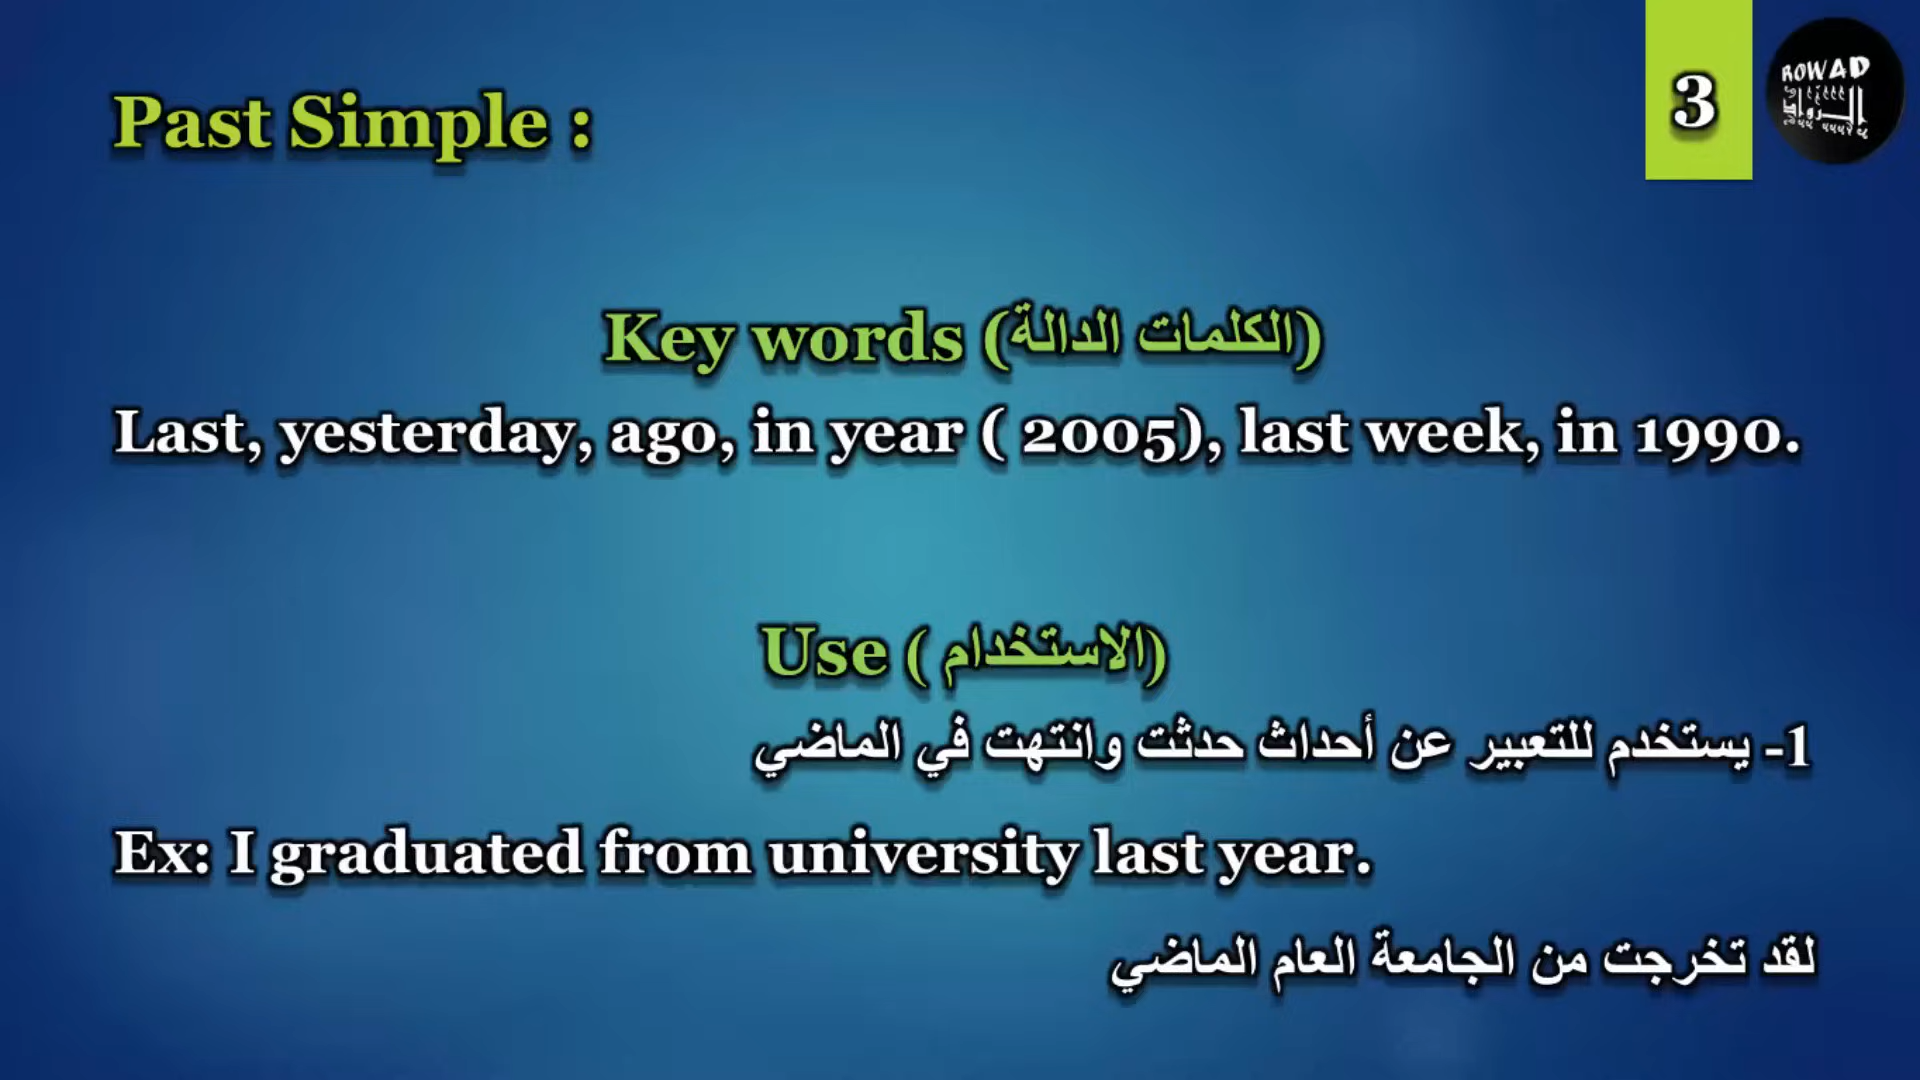 Past Simple :
3
ROWAD
الرواد
Key words (الكلمات الدالة)
Last, yesterday, ago, in year ( 2005), last week, in 1990.
Use ( الاستخدام)
1- يستخدم للتعبير عن أحداث حدثت وانتهت في الماضي
Ex: I graduated from university last year.
لقد تخرجت من الجامعة العام الماضي